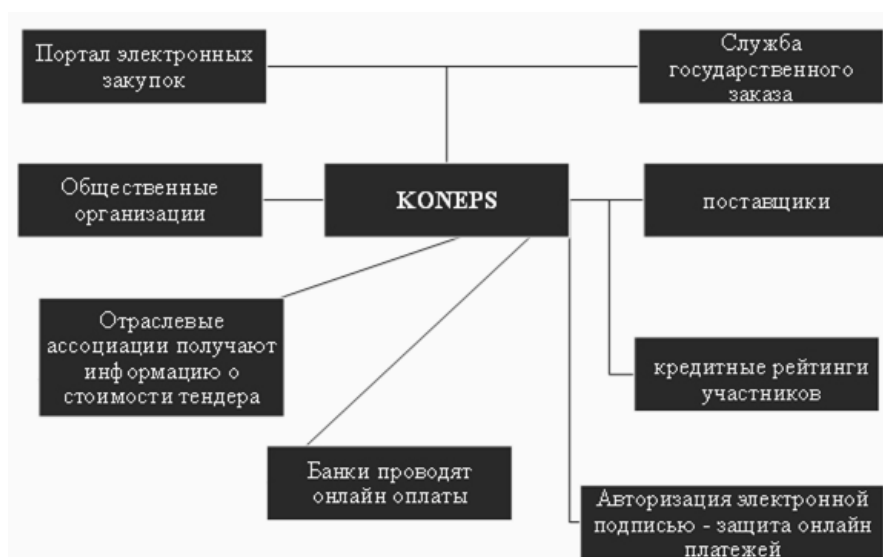 Портал электронных
закупок
Служба
государственного
заказа
Общественные
организации
KONEPS
поставщики
Отраслевые
ассоциации получают
информацию о
стоимости тендера
кредитные рейтинги
участников
Банки проводят
онлайн оплаты
Авторизация электронной
подписью - защита онлайн
платежей